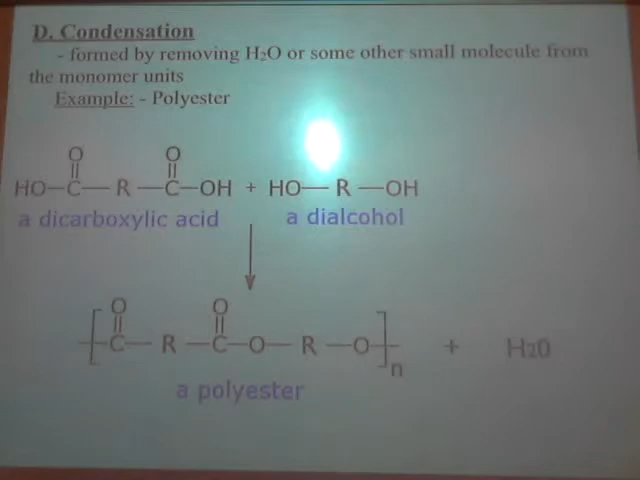 D. Condensation
- formed by removing H₂O or some other small molecule from
the monomer units
Example: - Polyester
O O
HO—C—R—C—OH + HO—R—OH
a dicarboxylic acid a dialcohol
O O
[C—R—C—O—R—O]n + H₂0
a polyester